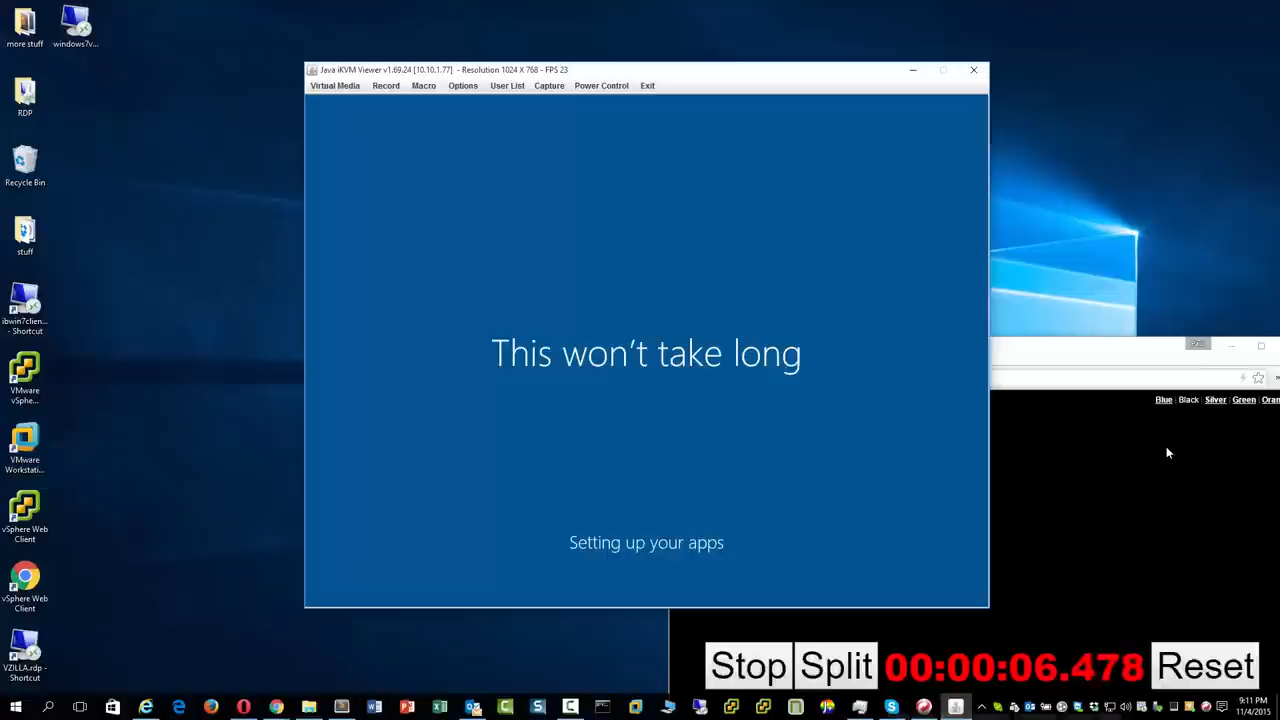 more stuff
windows7v...
RDP
Recycle Bin
stuff
ibwin7clien...
- Shortcut
VMware
vSphe...
VMware
Workstati...
vSphere Web
Client
vSphere Web
Client
VZILLA.rdp -
Shortcut
Java iKVM Viewer v1.69.24 [10.10.1.77] - Resolution 1024 X 768 - FPS 23
Virtual Media Record Macro Options User List Capture Power Control Exit
This won't take long
Setting up your apps
Paul
Blue | Black | Silver | Green | Oran
Stop Split 00:00:06.478 Reset
9:11 PM
11/4/2015